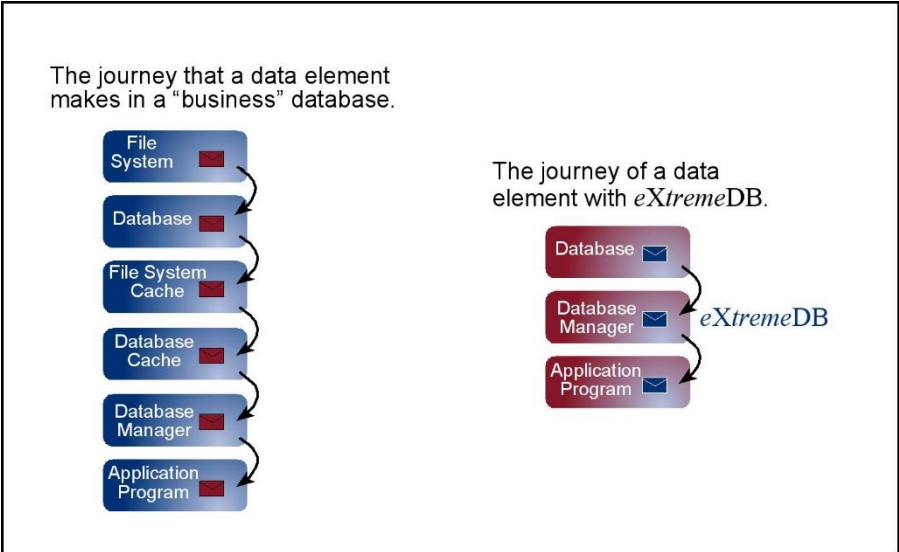 The journey that a data element
makes in a “business” database.
File
System
Database
File System
Cache
Database
Cache
Database
Manager
Application
Program
The journey of a data
element with eXtremeDB.
Database
Database
Manager
eXtremeDB
Application
Program